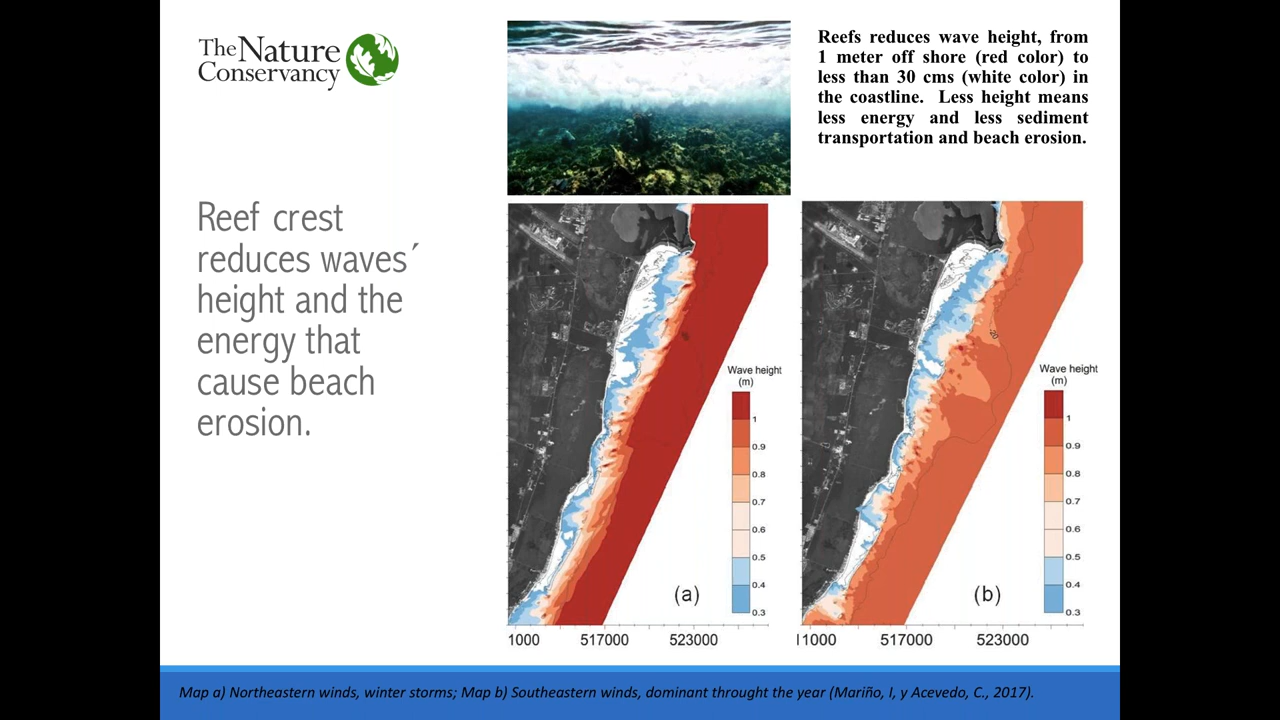 The Nature
Conservancy
Reefs reduces wave height, from
1 meter off shore (red color) to
less than 30 cms (white color) in
the coastline. Less height means
less energy and less sediment
transportation and beach erosion.
Reef crest
reduces waves´
height and the
energy that
cause beach
erosion.
Wave height
(m)
1
0.9
0.8
0.7
0.6
0.5
0.4
0.3
(a)
1000 517000 523000
20
Wave height
(m)
1
0.9
0.8
0.7
0.6
0.5
0.4
0.3
(b)
11000 517000 523000
Map a) Northeastern winds, winter storms; Map b) Southeastern winds, dominant throught the year (Mariño, I, y Acevedo, C., 2017).